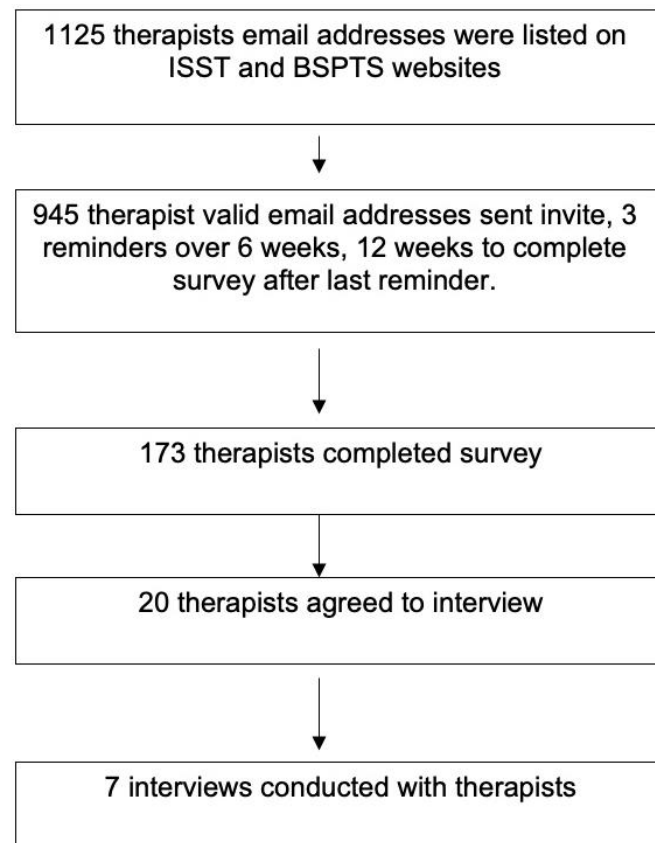 1125 therapists email addresses were listed on
ISST and BSPTS websites
945 therapist valid email addresses sent invite, 3
reminders over 6 weeks, 12 weeks to complete
survey after last reminder.
173 therapists completed survey
20 therapists agreed to interview
7 interviews conducted with therapists